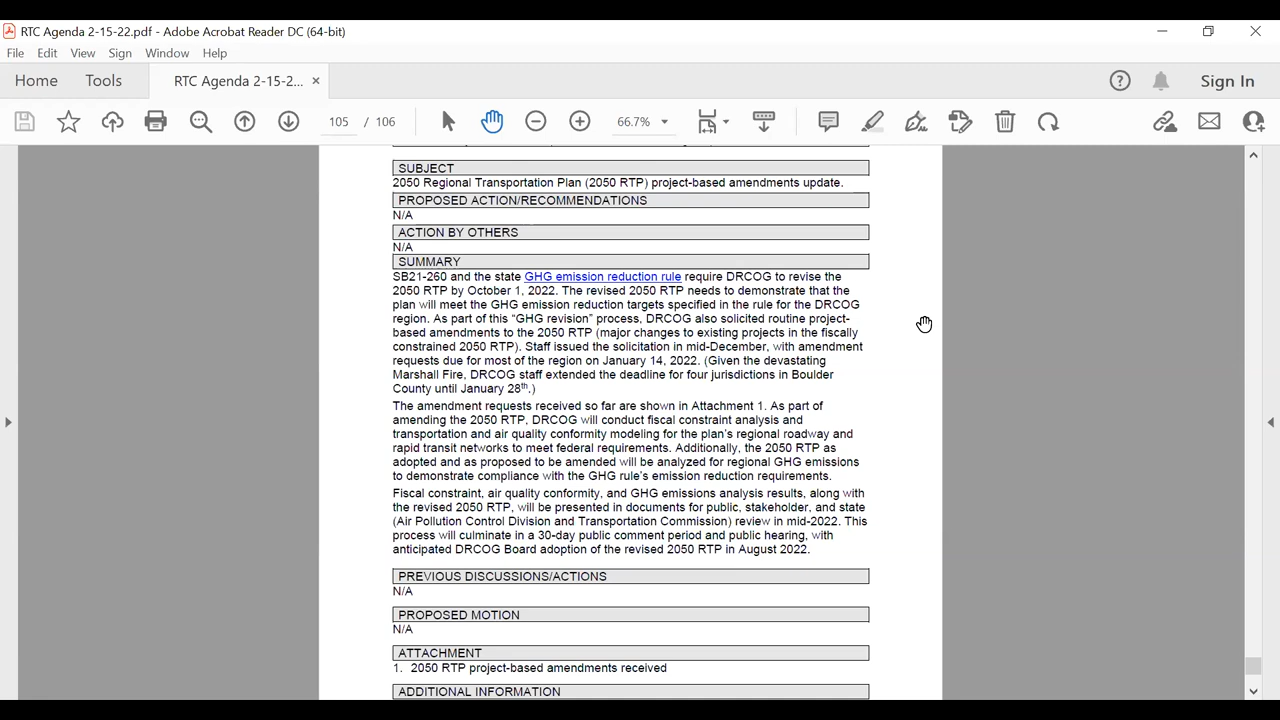 RTC Agenda 2-15-22.pdf - Adobe Acrobat Reader DC (64-bit)
File Edit View Sign Window Help
Home Tools RTC Agenda 2-15-2... × Sign In
105 / 106 66.7%
SUBJECT
2050 Regional Transportation Plan (2050 RTP) project-based amendments update.
PROPOSED ACTION/RECOMMENDATIONS
N/A
ACTION BY OTHERS
N/A
SUMMARY
SB21-260 and the state GHG emission reduction rule require DRCOG to revise the
2050 RTP by October 1, 2022. The revised 2050 RTP needs to demonstrate that the
plan will meet the GHG emission reduction targets specified in the rule for the DRCOG
region. As part of this “GHG revision” process, DRCOG also solicited routine project-
based amendments to the 2050 RTP (major changes to existing projects in the fiscally
constrained 2050 RTP). Staff issued the solicitation in mid-December, with amendment
requests due for most of the region on January 14, 2022. (Given the devastating
Marshall Fire, DRCOG staff extended the deadline for four jurisdictions in Boulder
County until January 28th.)
The amendment requests received so far are shown in Attachment 1. As part of
amending the 2050 RTP, DRCOG will conduct fiscal constraint analysis and
transportation and air quality conformity modeling for the plan's regional roadway and
rapid transit networks to meet federal requirements. Additionally, the 2050 RTP as
adopted and as proposed to be amended will be analyzed for regional GHG emissions
to demonstrate compliance with the GHG rule's emission reduction requirements.
Fiscal constraint, air quality conformity, and GHG emissions analysis results, along with
the revised 2050 RTP, will be presented in documents for public, stakeholder, and state
(Air Pollution Control Division and Transportation Commission) review in mid-2022. This
process will culminate in a 30-day public comment period and public hearing, with
anticipated DRCOG Board adoption of the revised 2050 RTP in August 2022.
PREVIOUS DISCUSSIONS/ACTIONS
N/A
PROPOSED MOTION
N/A
ATTACHMENT
1. 2050 RTP project-based amendments received
ADDITIONAL INFORMATION